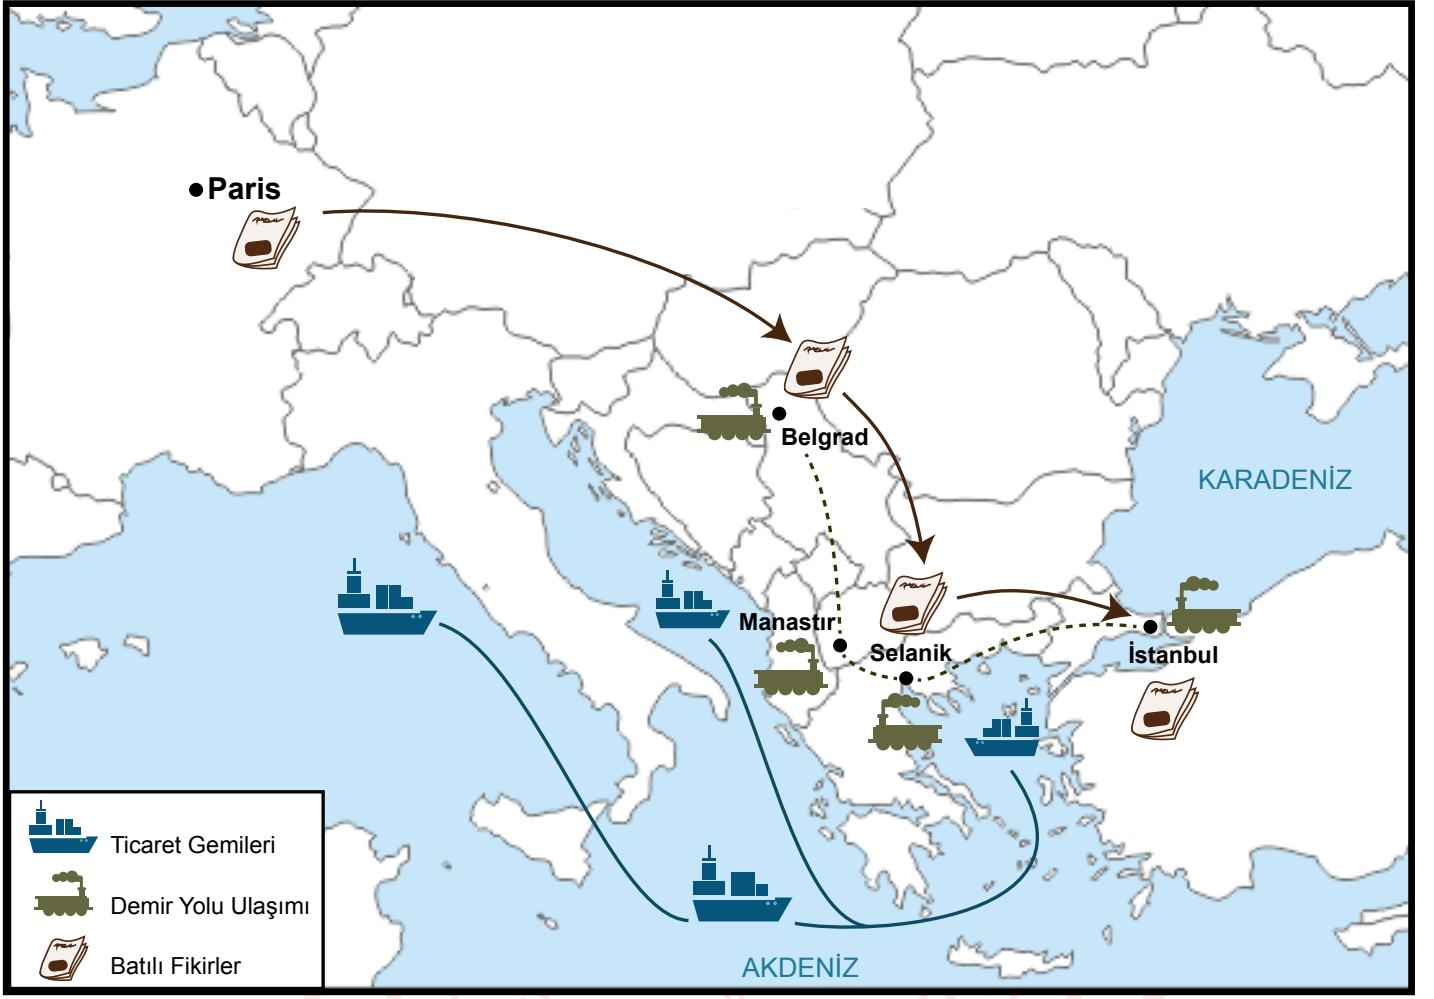 Paris
Belgrad
KARADENİZ
Manastır
Selanik
İstanbul
Ticaret Gemileri
Demir Yolu Ulaşımı
Batılı Fikirler
AKDENİZ